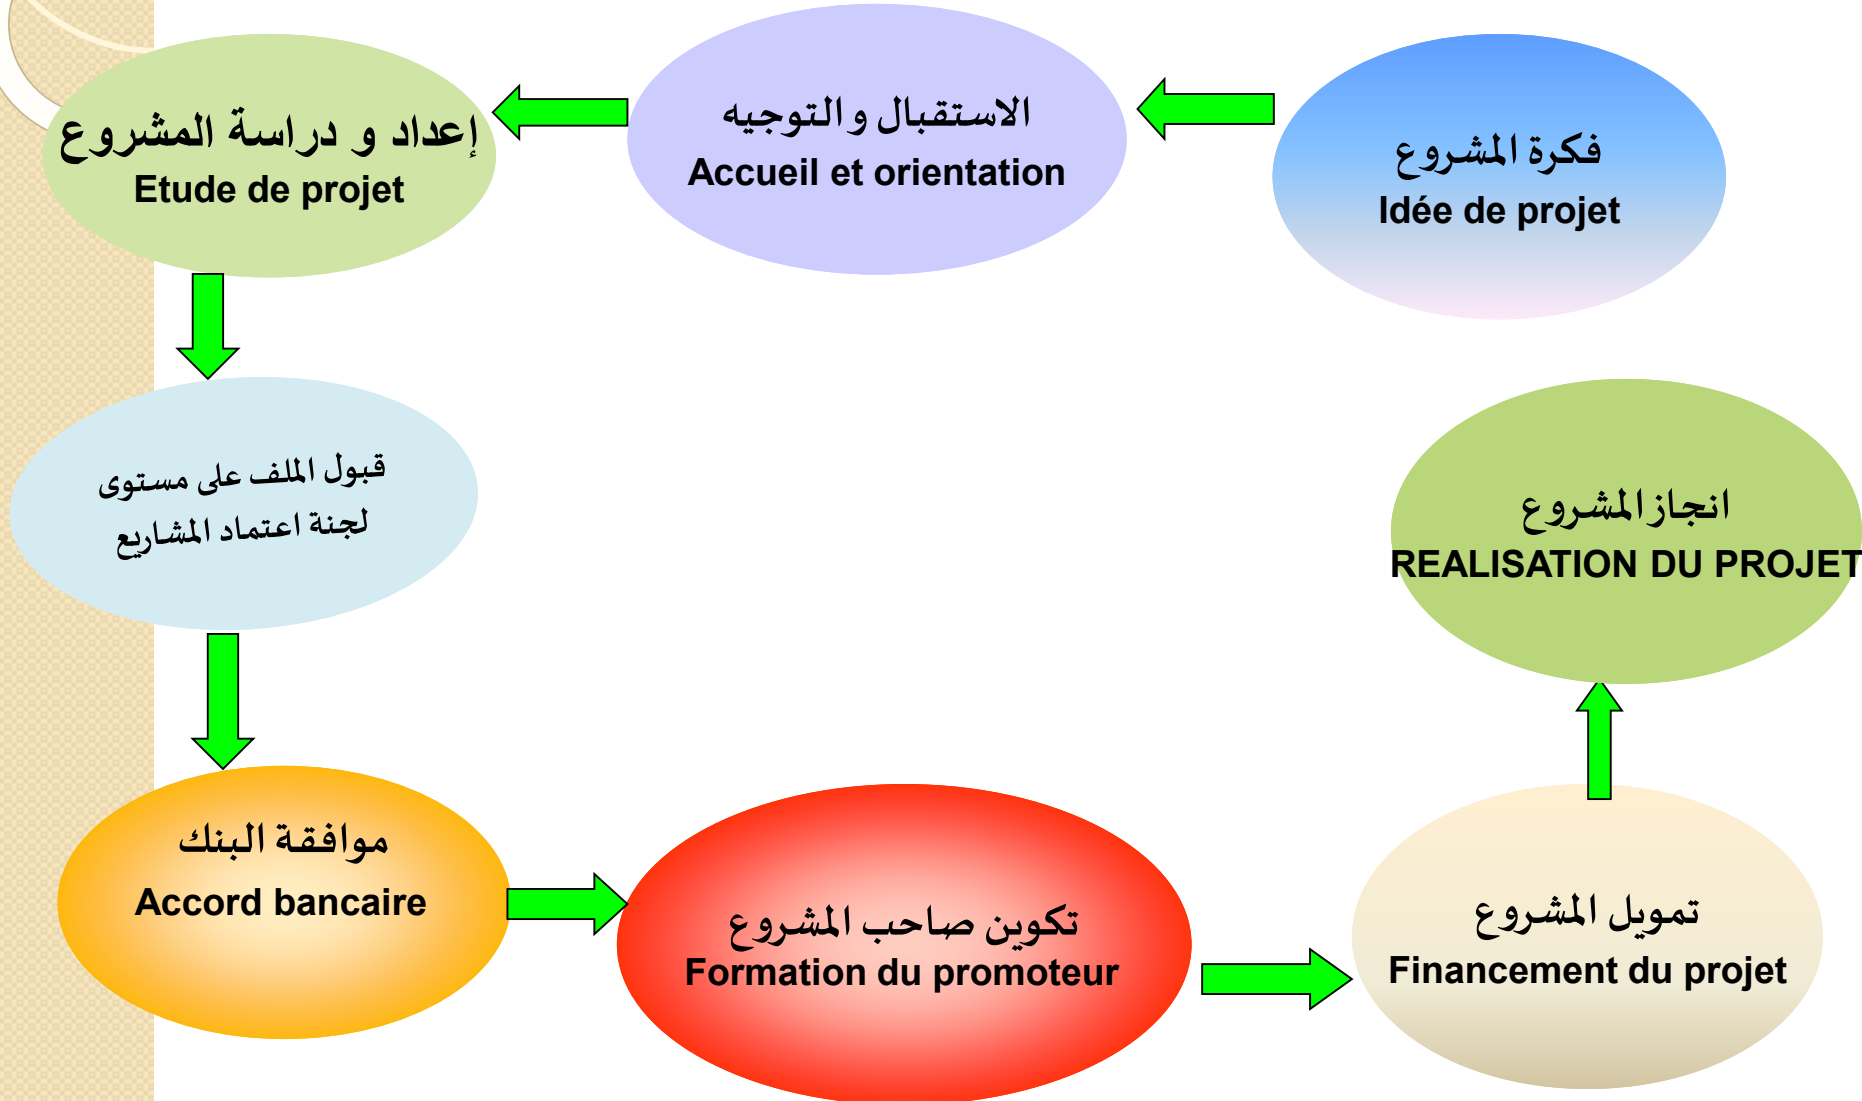 فكرة المشروع
Idée de projet
الاستقبال و التوجيه
Accueil et orientation
إعداد و دراسة المشروع
Etude de projet
قبول الملف على مستوى
لجنة اعتماد المشاريع
موافقة البنك
Accord bancaire
تكوين صاحب المشروع
Formation du promoteur
تمويل المشروع
Financement du projet
انجاز المشروع
REALISATION DU PROJET